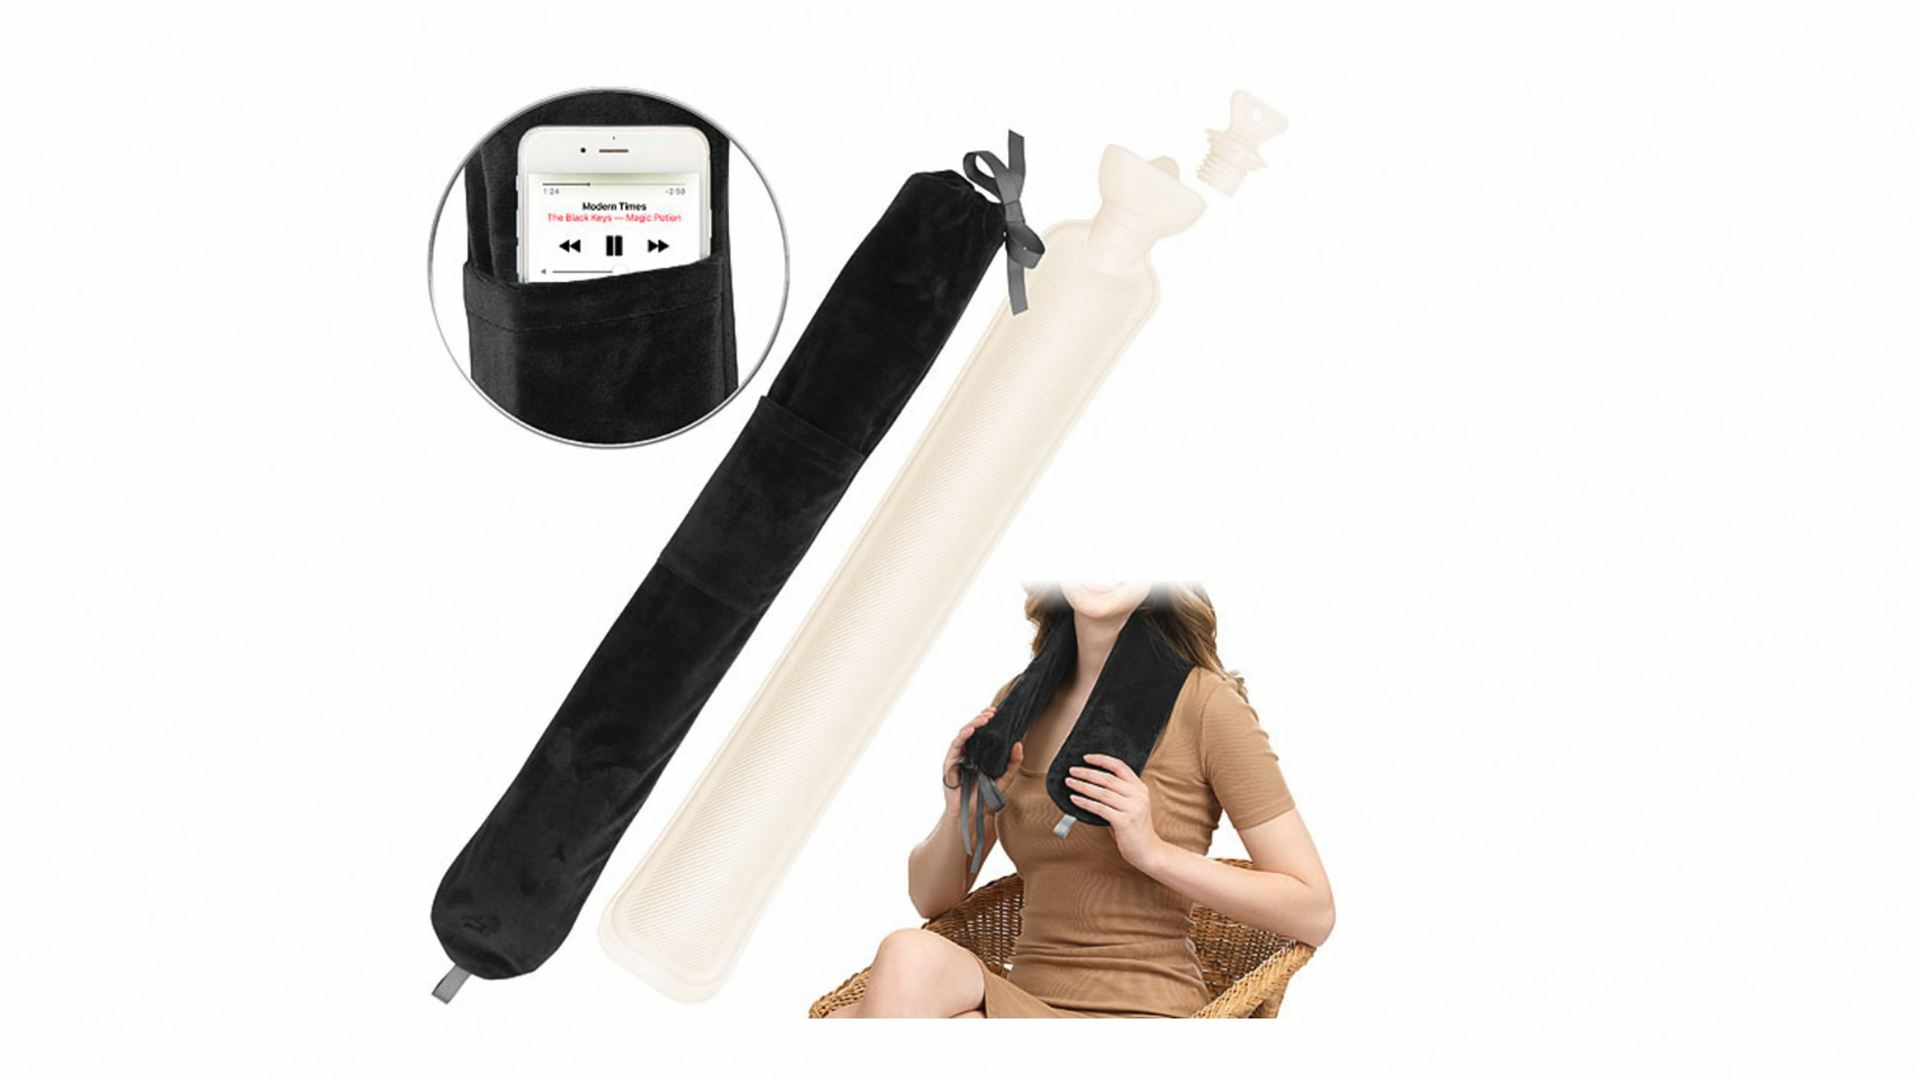 1:24 -2:58
Modern Times
The Black Keys — Magic Potion